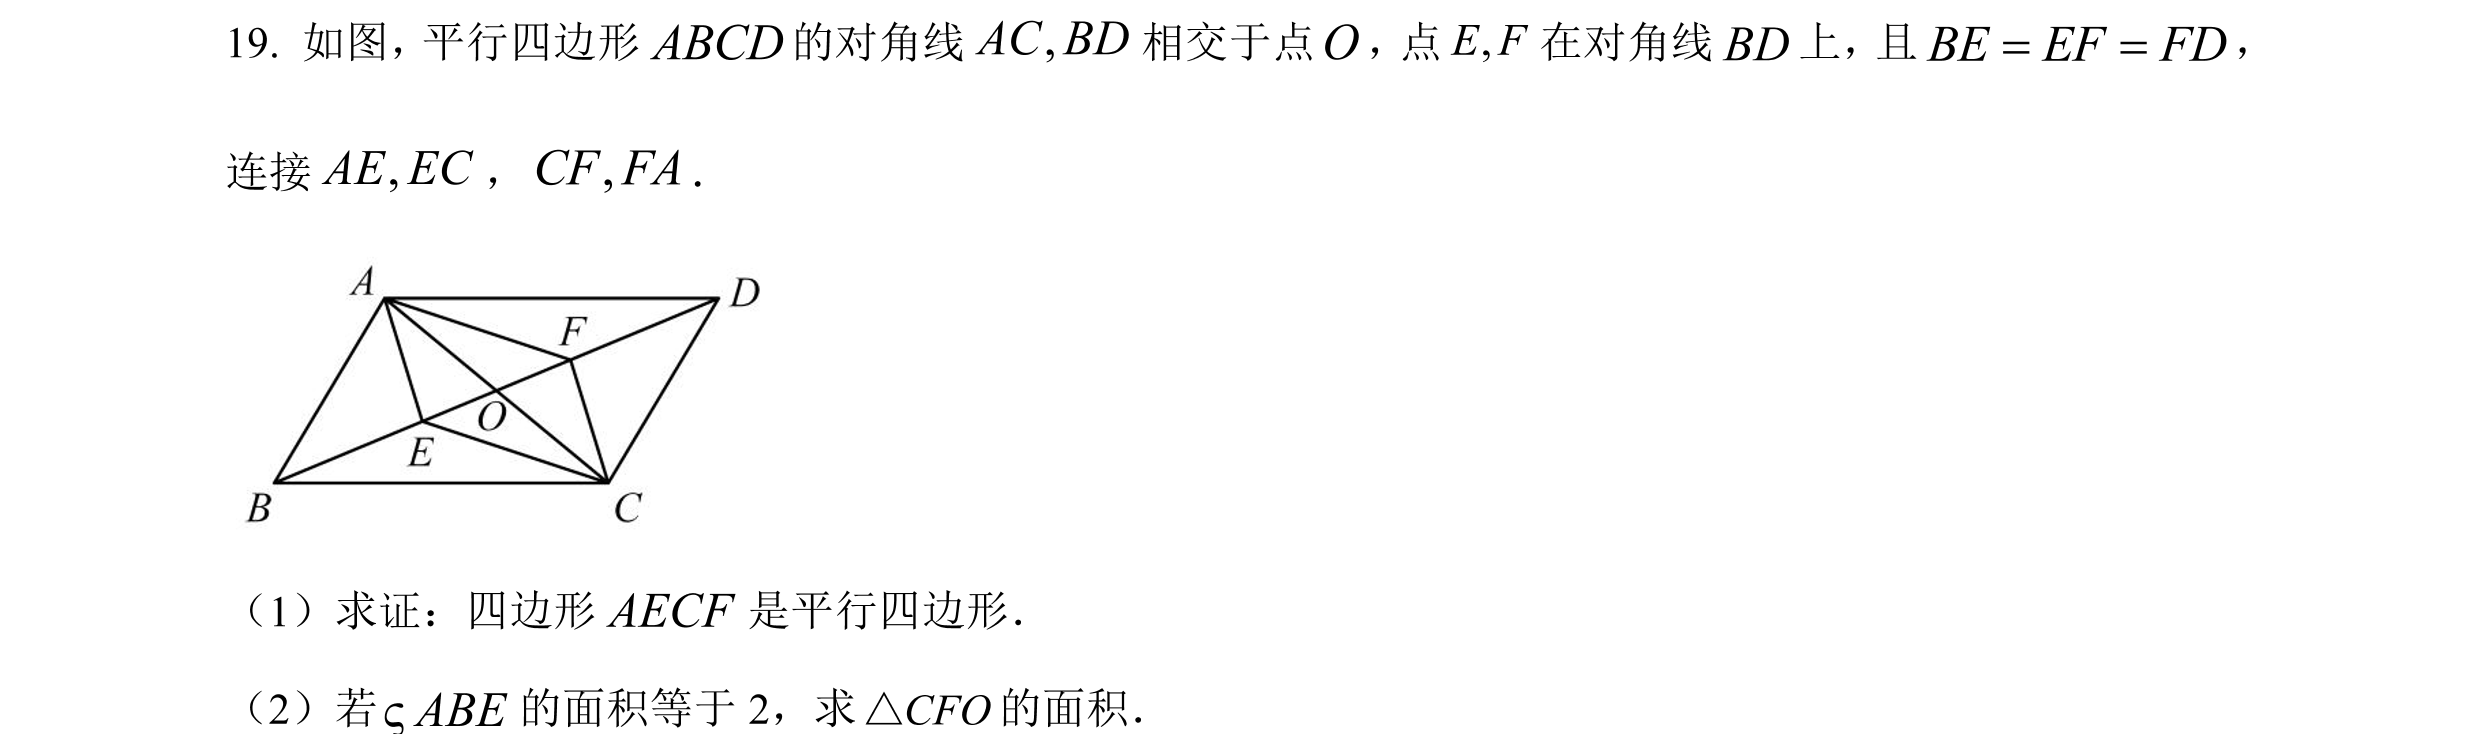 19. 如图，平行四边形 ABCD 的对角线 AC, BD 相交于点 O，点 E, F 在对角线 BD 上，且 BE = EF = FD，
连接 AE, EC，CF, FA．
A
D
F
O
E
B
C
（1）求证：四边形 AECF 是平行四边形．
（2）若 ς ABE 的面积等于 2，求 △CFO 的面积．